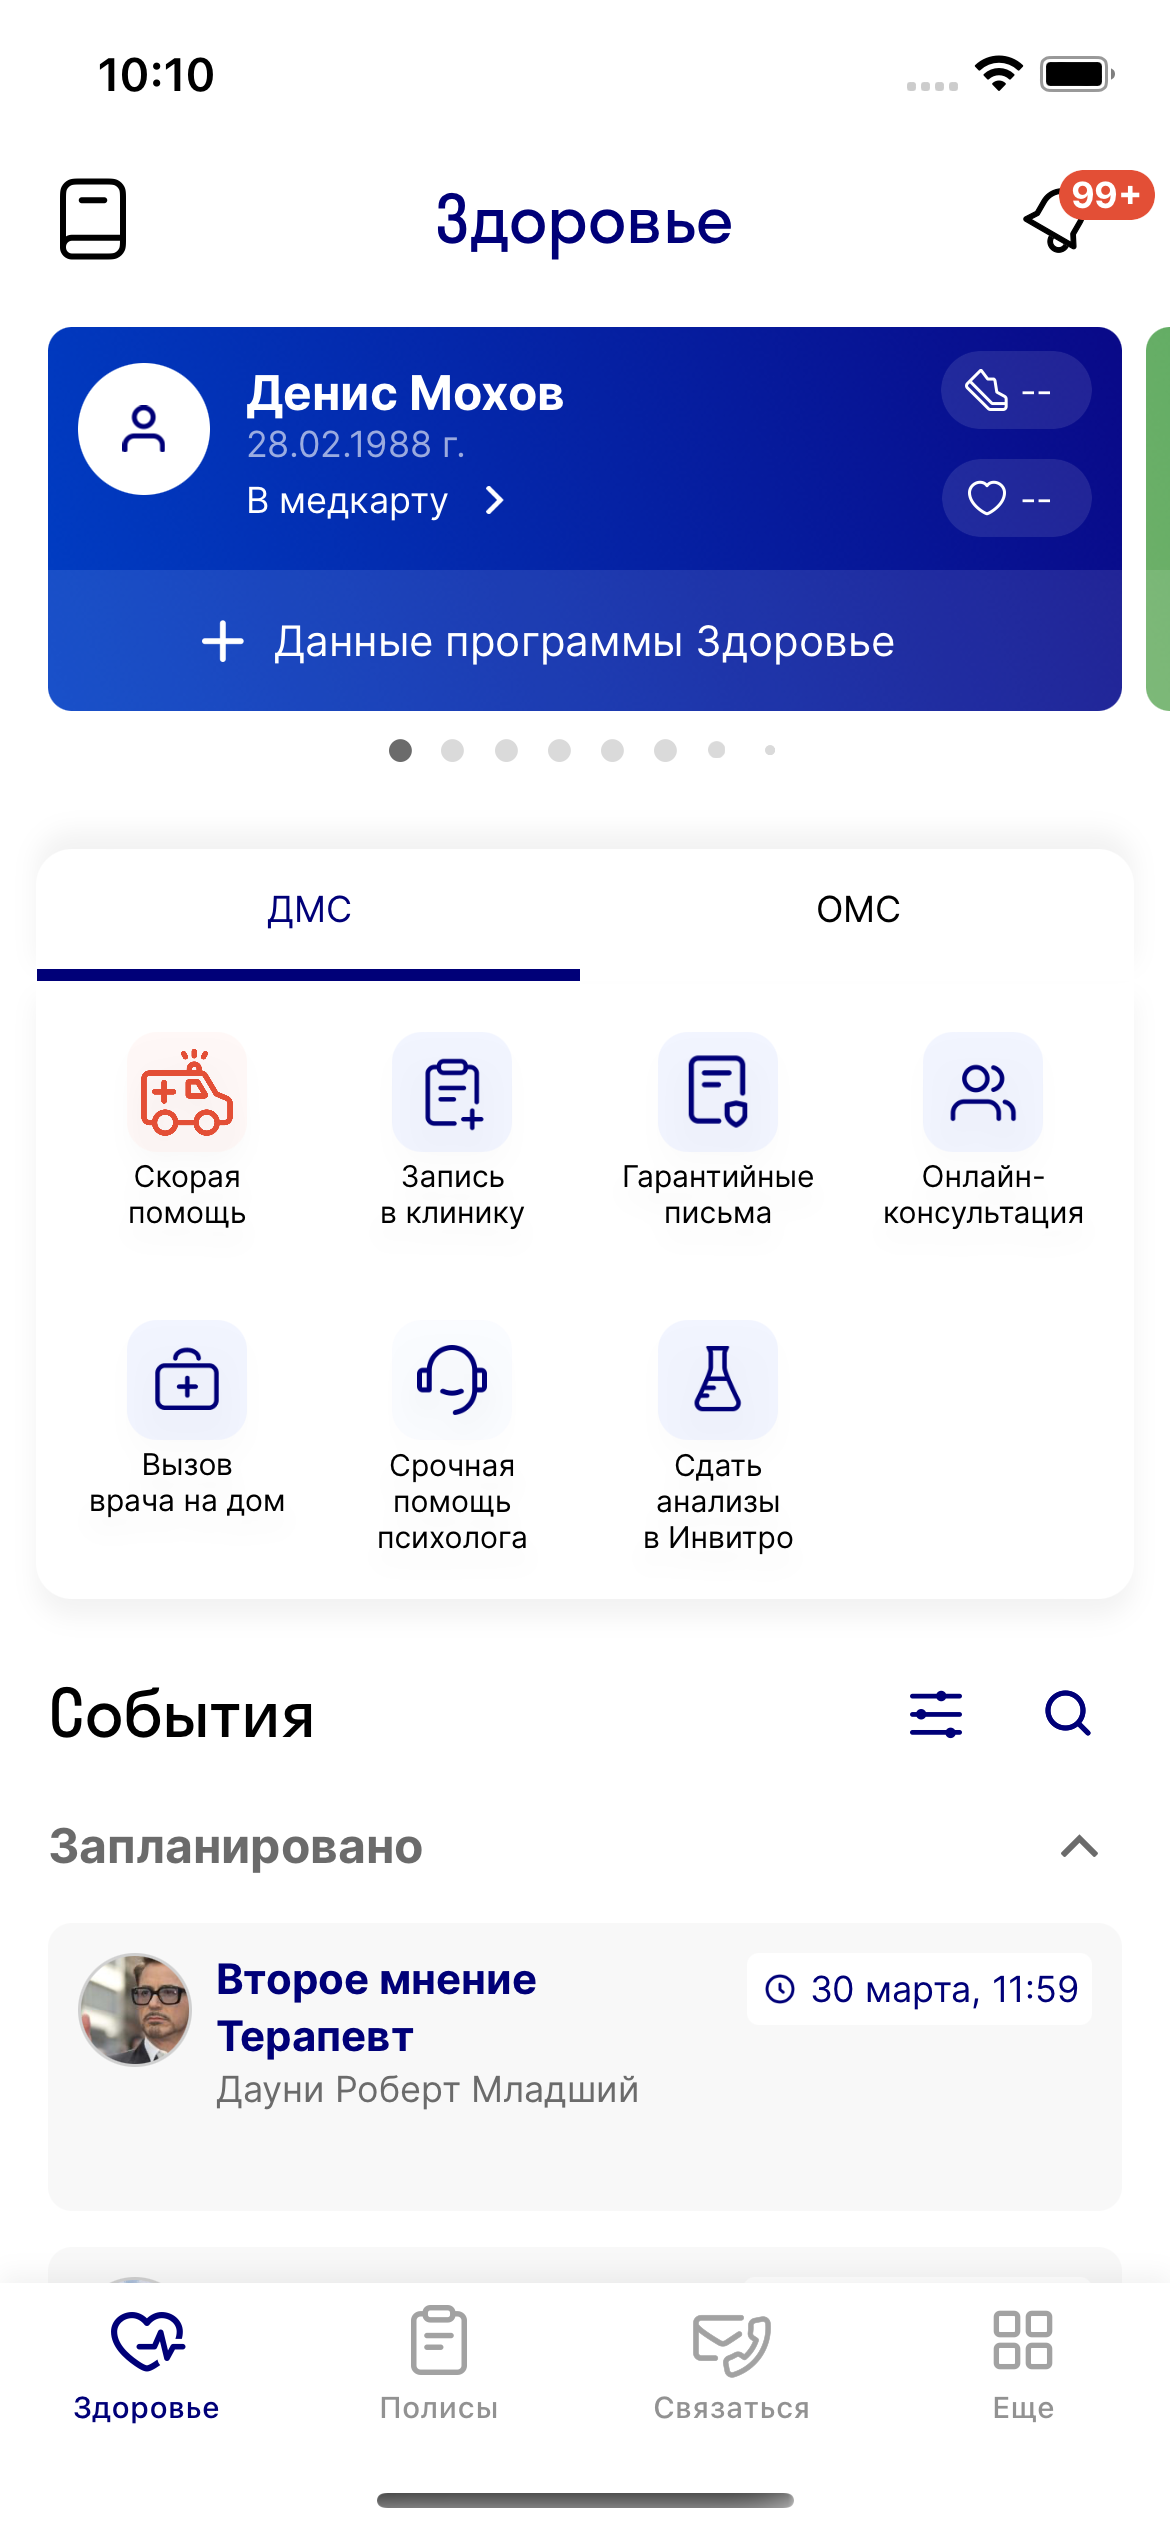 10:10
Здоровье
99+
Денис Мохов
28.02.1988 г.
В медкарту
--
--
Данные программы Здоровье
ДМС
ОМС
Скорая
помощь
Запись
в клинику
Гарантийные
письма
Онлайн-
консультация
Вызов
врача на дом
Срочная
помощь
психолога
Сдать
анализы
в Инвитро
События
Запланировано
Второе мнение
Терапевт
Дауни Роберт Младший
30 марта, 11:59
Здоровье
Полисы
Связаться
Еще